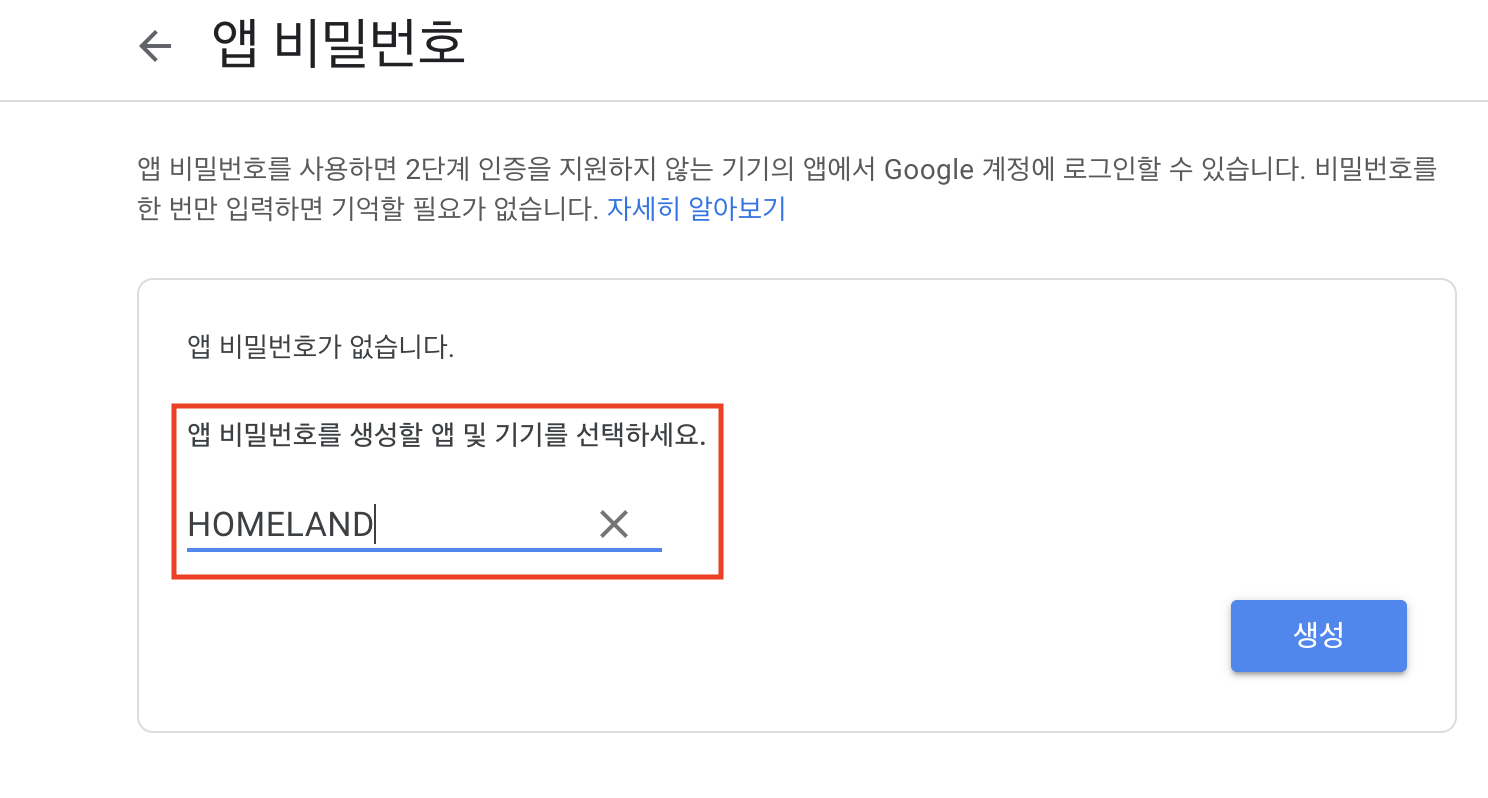 앱 비밀번호
앱 비밀번호를 사용하면 2단계 인증을 지원하지 않는 기기의 앱에서 Google 계정에 로그인할 수 있습니다. 비밀번호를
한 번만 입력하면 기억할 필요가 없습니다. 자세히 알아보기
앱 비밀번호가 없습니다.
앱 비밀번호를 생성할 앱 및 기기를 선택하세요.
HOMELAND
생성